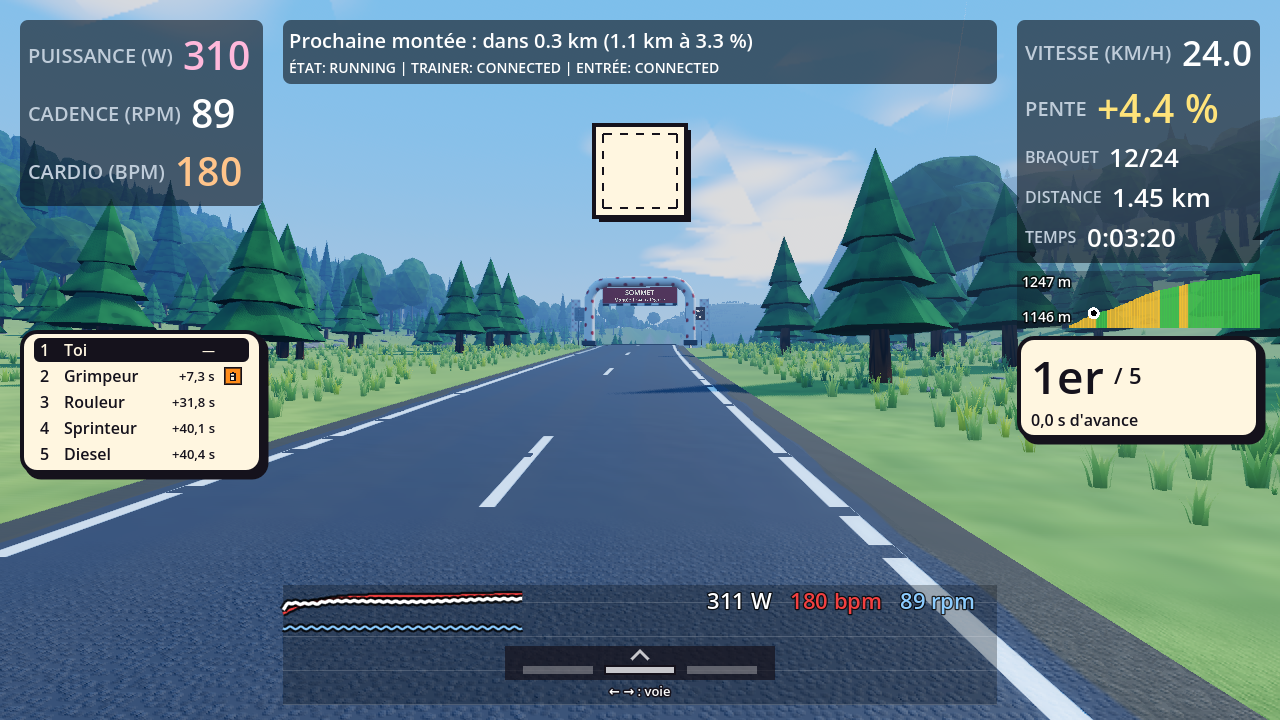 PUISSANCE (W) 310
CADENCE (RPM) 89
CARDIO (BPM) 180
Prochaine montée : dans 0.3 km (1.1 km à 3.3 %)
ÉTAT: RUNNING | TRAINER: CONNECTED | ENTRÉE: CONNECTED
VITESSE (KM/H) 24.0
PENTE +4.4 %
BRAQUET 12/24
DISTANCE 1.45 km
TEMPS 0:03:20
1247 m
1146 m
SOMMET
1 Toi —
2 Grimpeur +7,3 s
3 Rouleur +31,8 s
4 Sprinteur +40,1 s
5 Diesel +40,4 s
1er / 5
0,0 s d'avance
311 W 180 bpm 89 rpm
← → : voie